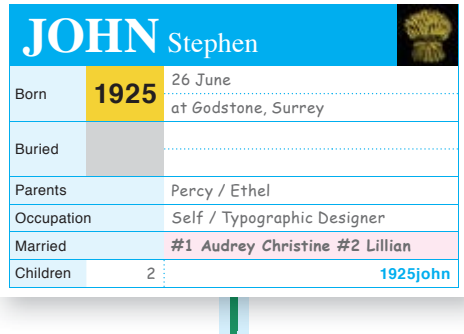 JOHN Stephen
Born 1925 26 June
at Godstone, Surrey
Buried
Parents Percy / Ethel
Occupation Self / Typographic Designer
Married #1 Audrey Christine #2 Lillian
Children 2 1925john